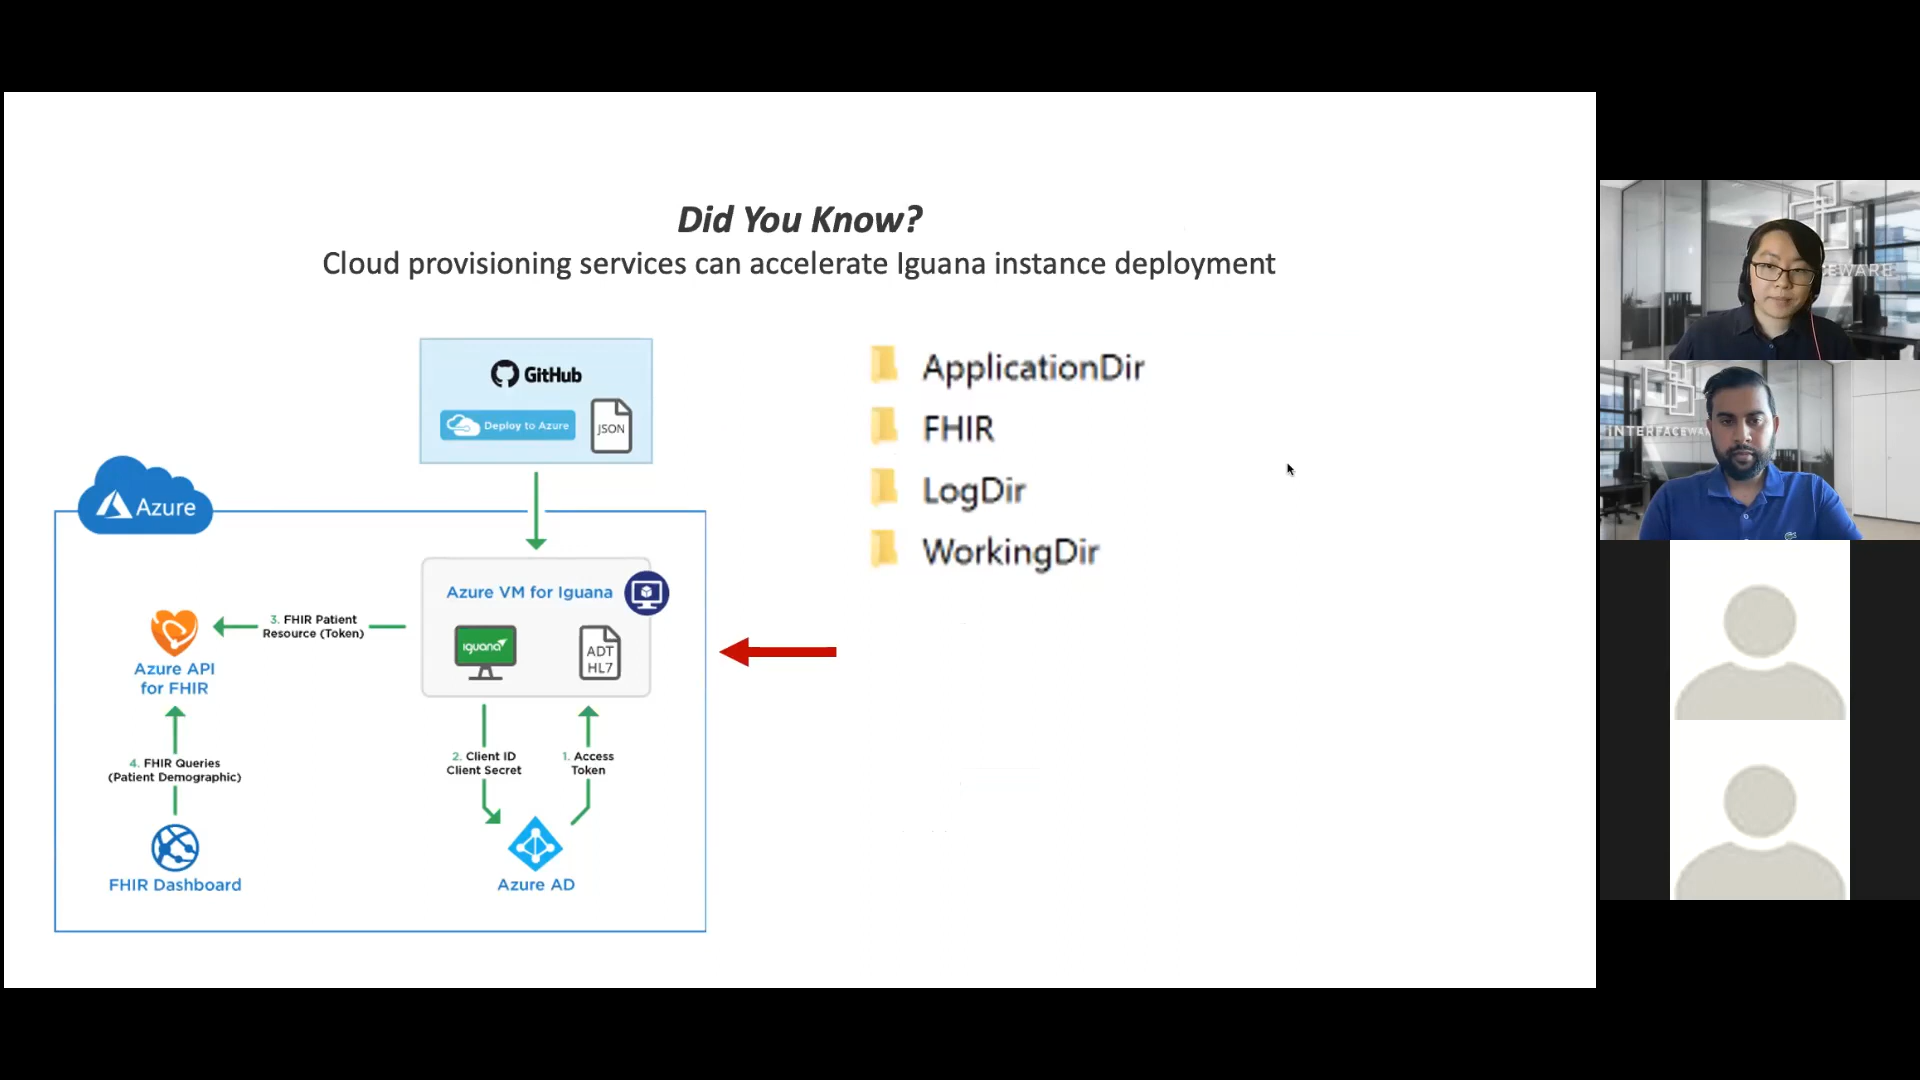 Did You Know?
Cloud provisioning services can accelerate Iguana instance deployment
GitHub
Deploy to Azure
JSON
Azure
Azure VM for Iguana
iguana
ADT
HL7
3. FHIR Patient
Resource (Token)
Azure API
for FHIR
2. Client ID
Client Secret
1. Access
Token
4. FHIR Queries
(Patient Demographic)
FHIR Dashboard
Azure AD
ApplicationDir
FHIR
LogDir
WorkingDir